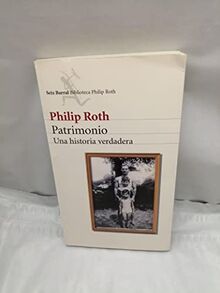 Seix Barral Biblioteca Philip Roth
Philip Roth
Patrimonio
Una historia verdadera